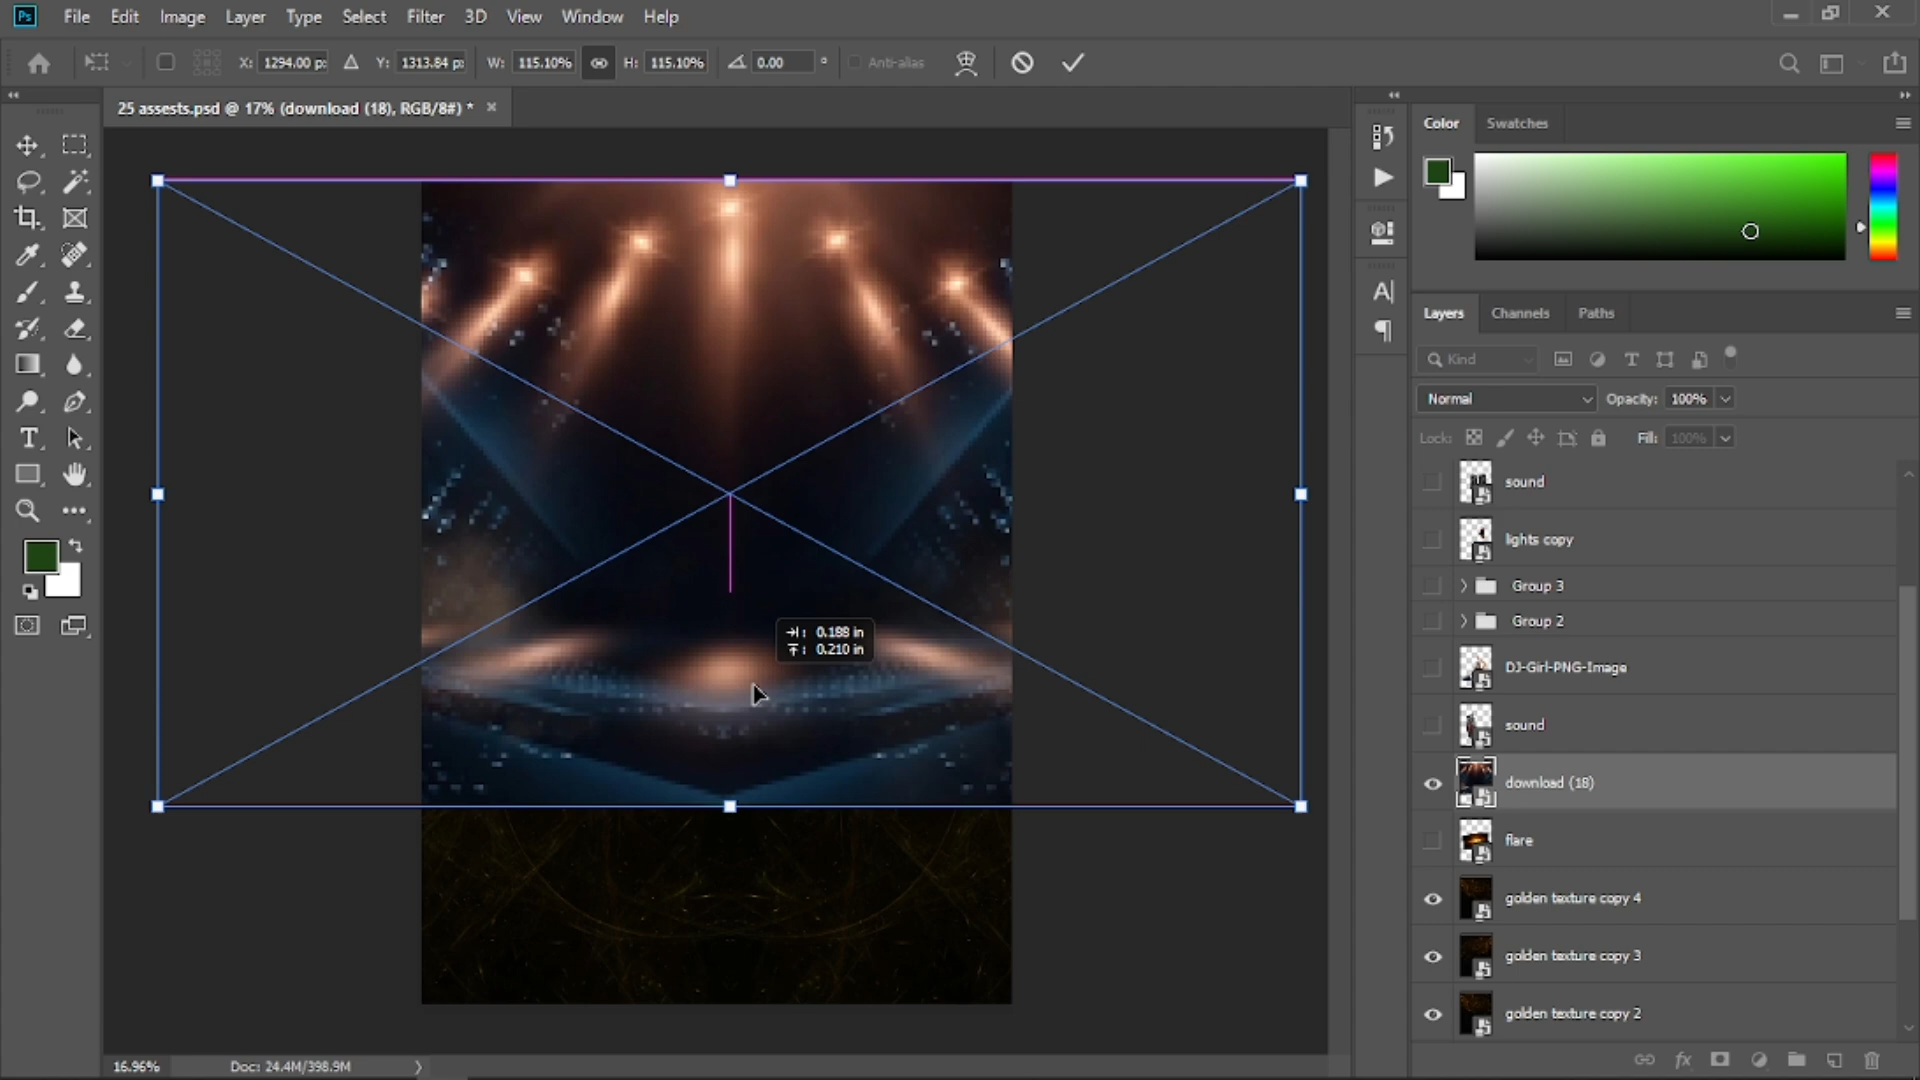 Ps File Edit Image Layer Type Select Filter 3D View Window Help
X: 1294.00 p: Y: 1313.84 p: W: 115.10% H: 115.10% 0.00 ° Anti-alias
25 assests.psd @ 17% (download (18), RGB/8#) *
Color Swatches
Layers Channels Paths
Kind
Normal Opacity: 100%
Lock: Fill: 100%
sound
lights copy
Group 3
Group 2
DJ-Girl-PNG-Image
sound
download (18)
flare
golden texture copy 4
golden texture copy 3
golden texture copy 2
0.188 in
0.210 in
16.96% Doc: 24.4M/398.9M